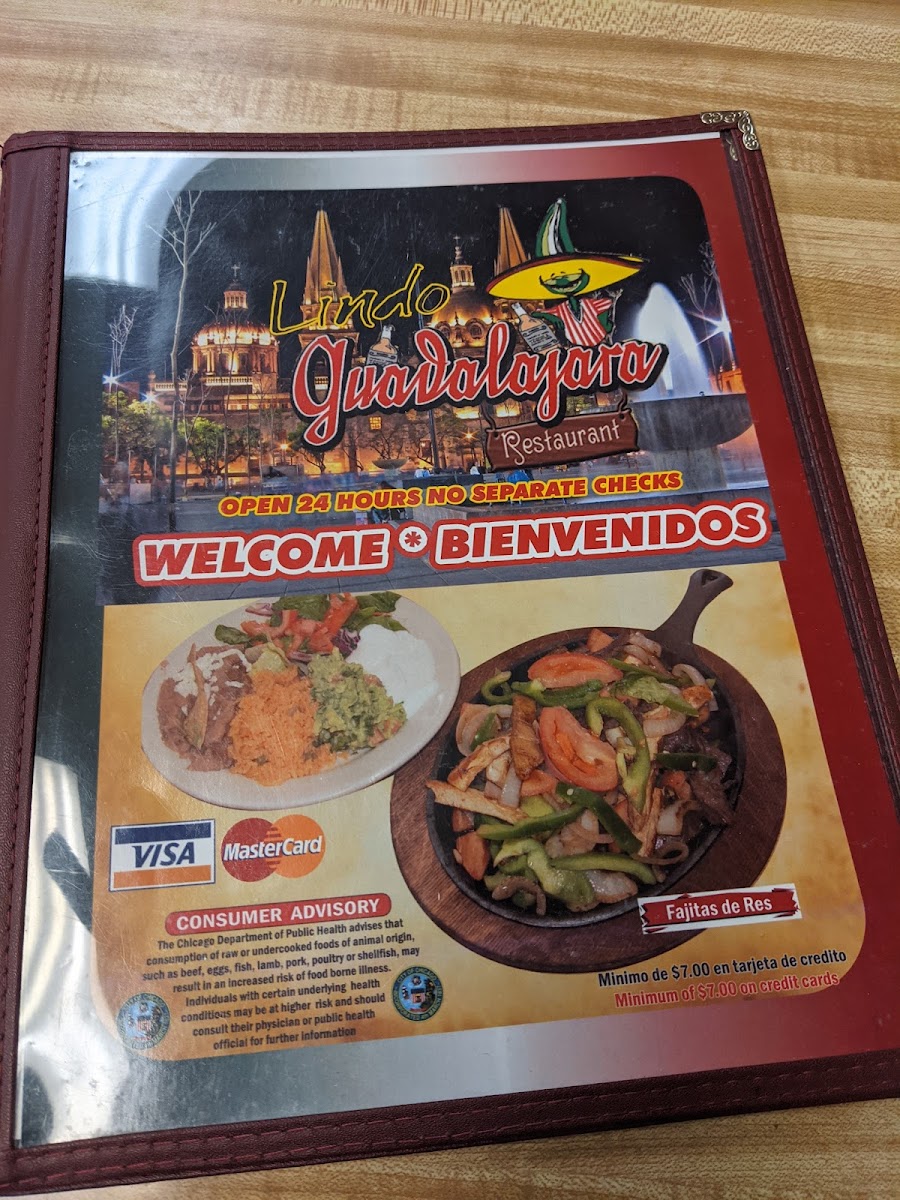 Lindo
Guadalajara
Restaurant
OPEN 24 HOURS NO SEPARATE CHECKS
WELCOME * BIENVENIDOS
VISA
MasterCard
CONSUMER ADVISORY
The Chicago Department of Public Health advises that
consumption of raw or undercooked foods of animal origin,
such as beef, eggs, fish, lamb, pork, poultry or shellfish, may
result in an increased risk of food borne illness.
Individuals with certain underlying health
conditions may be at higher risk and should
consult their physician or public health
official for further information
Fajitas de Res
Minimo de $7.00 en tarjeta de credito
Minimum of $7.00 on credit cards